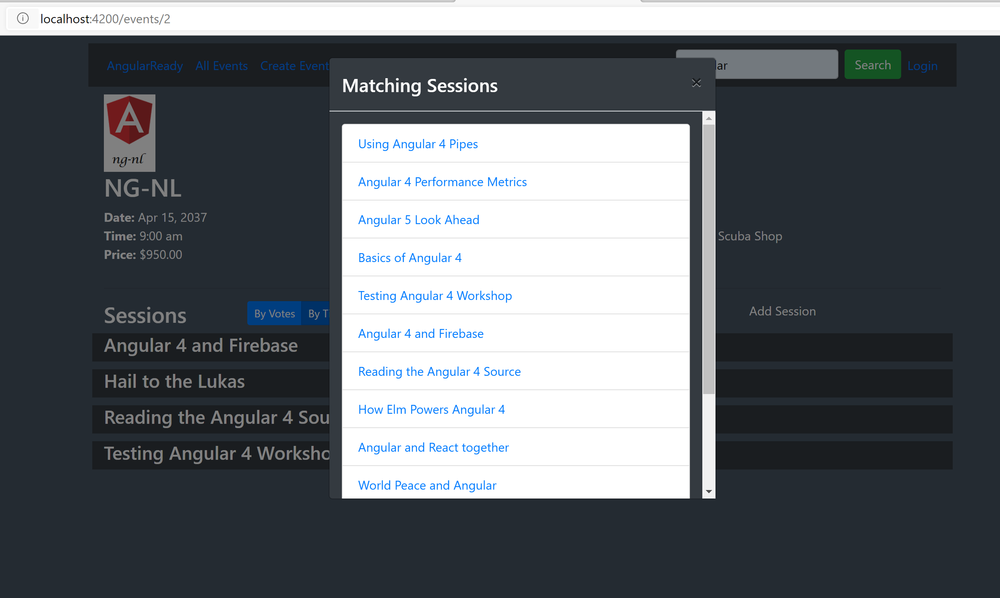 localhost:4200/events/2
AngularReady All Events Create Event lar Search Login
Matching Sessions ×
Using Angular 4 Pipes
Angular 4 Performance Metrics
Angular 5 Look Ahead
Basics of Angular 4
Testing Angular 4 Workshop
Angular 4 and Firebase
Reading the Angular 4 Source
How Elm Powers Angular 4
Angular and React together
World Peace and Angular
ng-nl
NG-NL
Date: Apr 15, 2037
Time: 9:00 am
Price: $950.00
Scuba Shop
Sessions By Votes By Ti Add Session
Angular 4 and Firebase
Hail to the Lukas
Reading the Angular 4 Sou
Testing Angular 4 Worksho